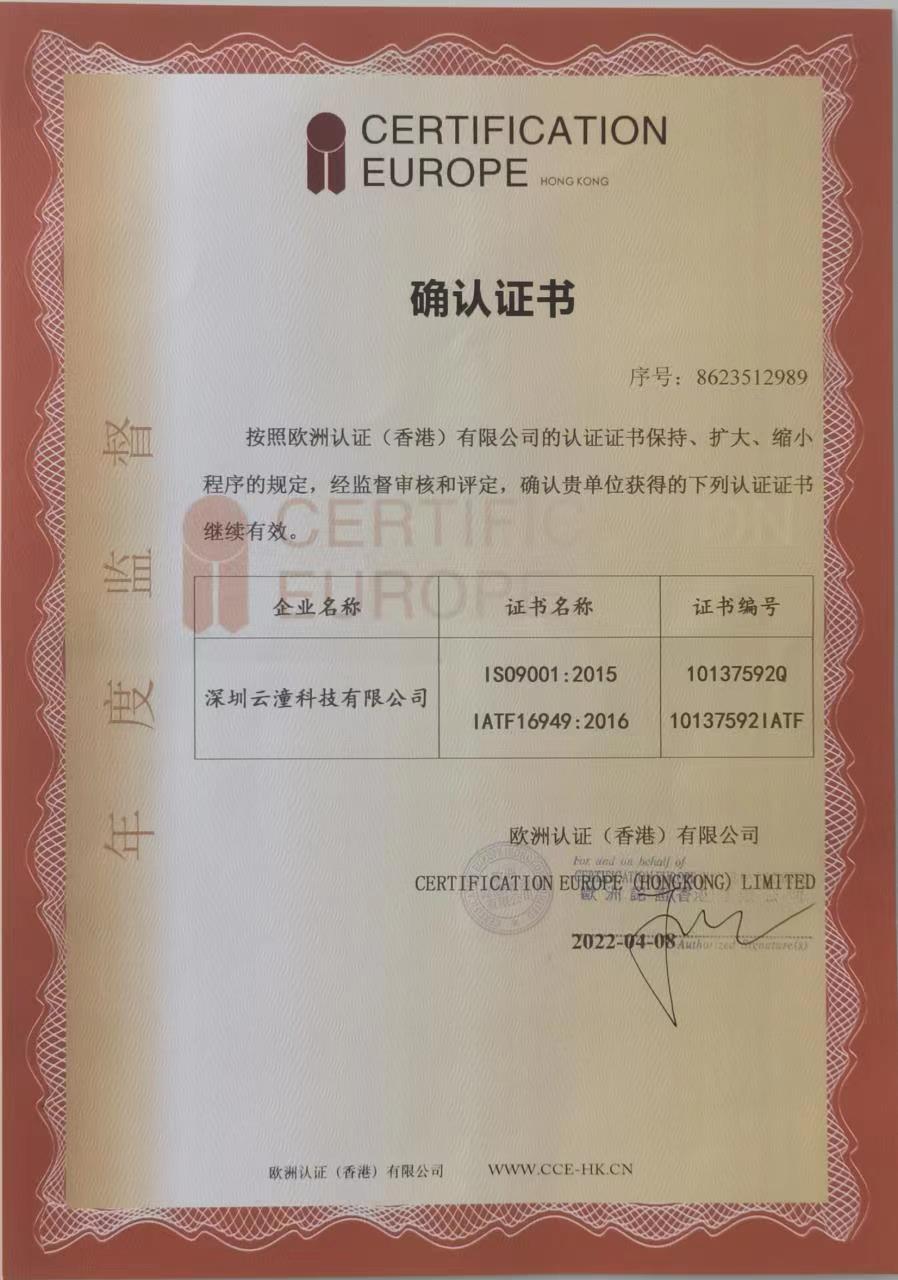 CERTIFICATION
EUROPE HONG KONG
确认证书
序号：8623512989
按照欧洲认证（香港）有限公司的认证证书保持、扩大、缩小
程序的规定，经监督审核和评定，确认贵单位获得的下列认证证书
继续有效。
企业名称 证书名称 证书编号
深圳云潼科技有限公司
ISO9001:2015 10137592Q
IATF16949:2016 10137592IATF
年度监督
欧洲认证（香港）有限公司
For and on behalf of
CERTIFICATION EUROPE (HONGKONG) LIMITED
2022-04-08
Authorized Signature(s)
欧洲认证（香港）有限公司 WWW.CCE-HK.CN